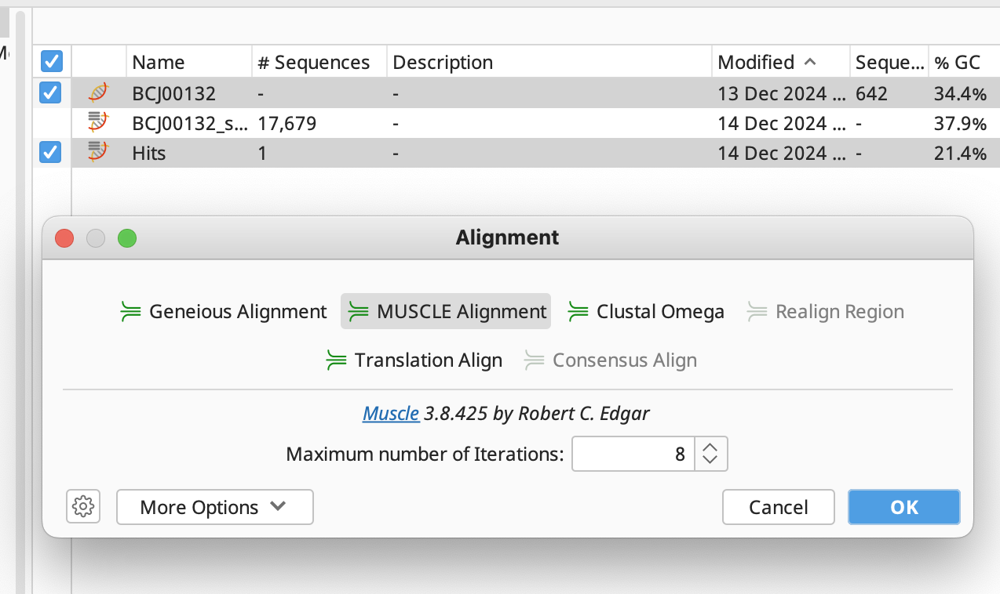 Name # Sequences Description Modified Seque... % GC
BCJ00132 - - 13 Dec 2024 ... 642 34.4%
BCJ00132_s... 17,679 - 14 Dec 2024 ... - 37.9%
Hits 1 - 14 Dec 2024 ... - 21.4%
Alignment
Geneious Alignment MUSCLE Alignment Clustal Omega Realign Region
Translation Align Consensus Align
Muscle 3.8.425 by Robert C. Edgar
Maximum number of Iterations: 8
More Options Cancel OK